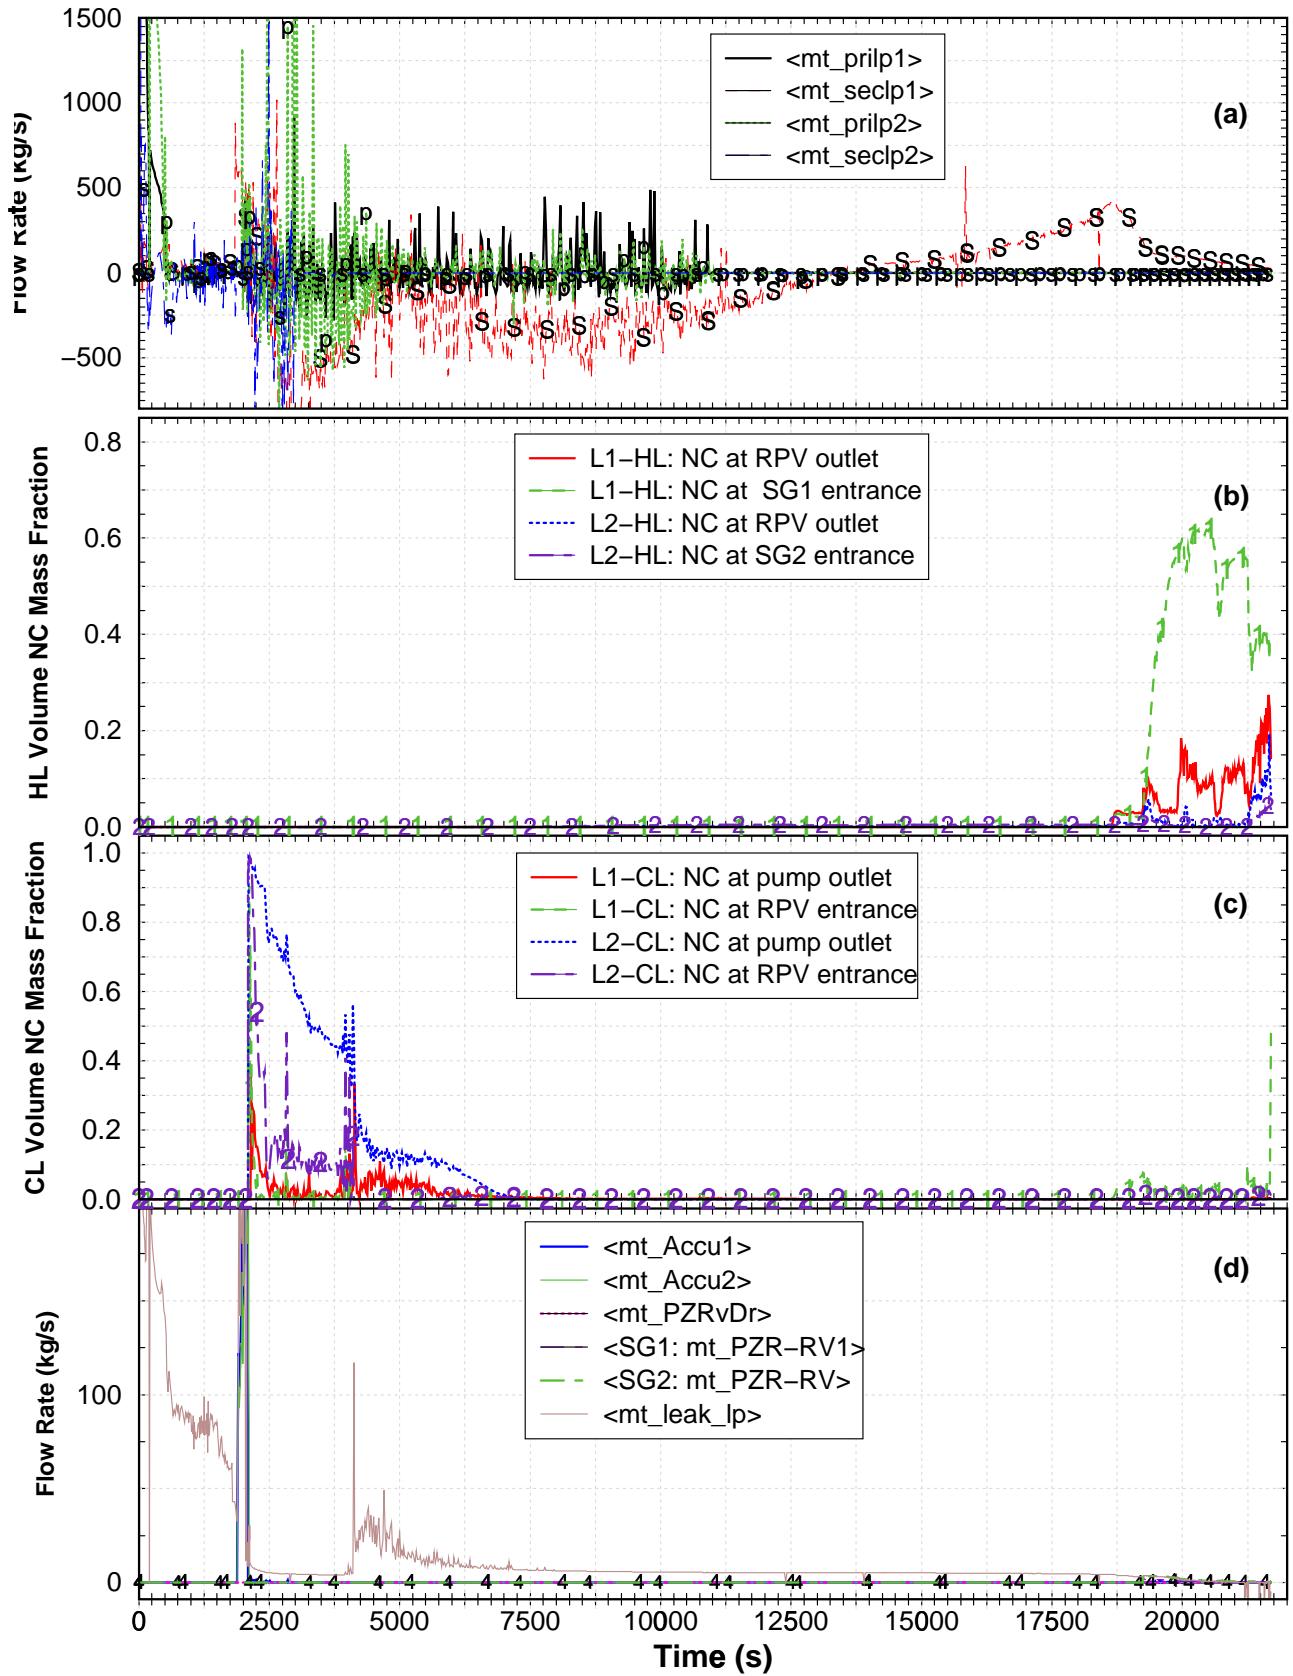 1500
1000
500
0
−500
Flow Rate (kg/s)
<mt_prilp1>
<mt_seclp1>
<mt_prilp2>
<mt_seclp2>
(a)
0.8
0.6
0.4
0.2
0.0
HL Volume NC Mass Fraction
L1−HL: NC at RPV outlet
L1−HL: NC at SG1 entrance
L2−HL: NC at RPV outlet
L2−HL: NC at SG2 entrance
(b)
1.0
0.8
0.6
0.4
0.2
0.0
CL Volume NC Mass Fraction
L1−CL: NC at pump outlet
L1−CL: NC at RPV entrance
L2−CL: NC at pump outlet
L2−CL: NC at RPV entrance
(c)
100
0
Flow Rate (kg/s)
<mt_Accu1>
<mt_Accu2>
<mt_PZRvDr>
<SG1: mt_PZR−RV1>
<SG2: mt_PZR−RV>
<mt_leak_lp>
(d)
0 2500 5000 7500 10000 12500 15000 17500 20000
Time (s)